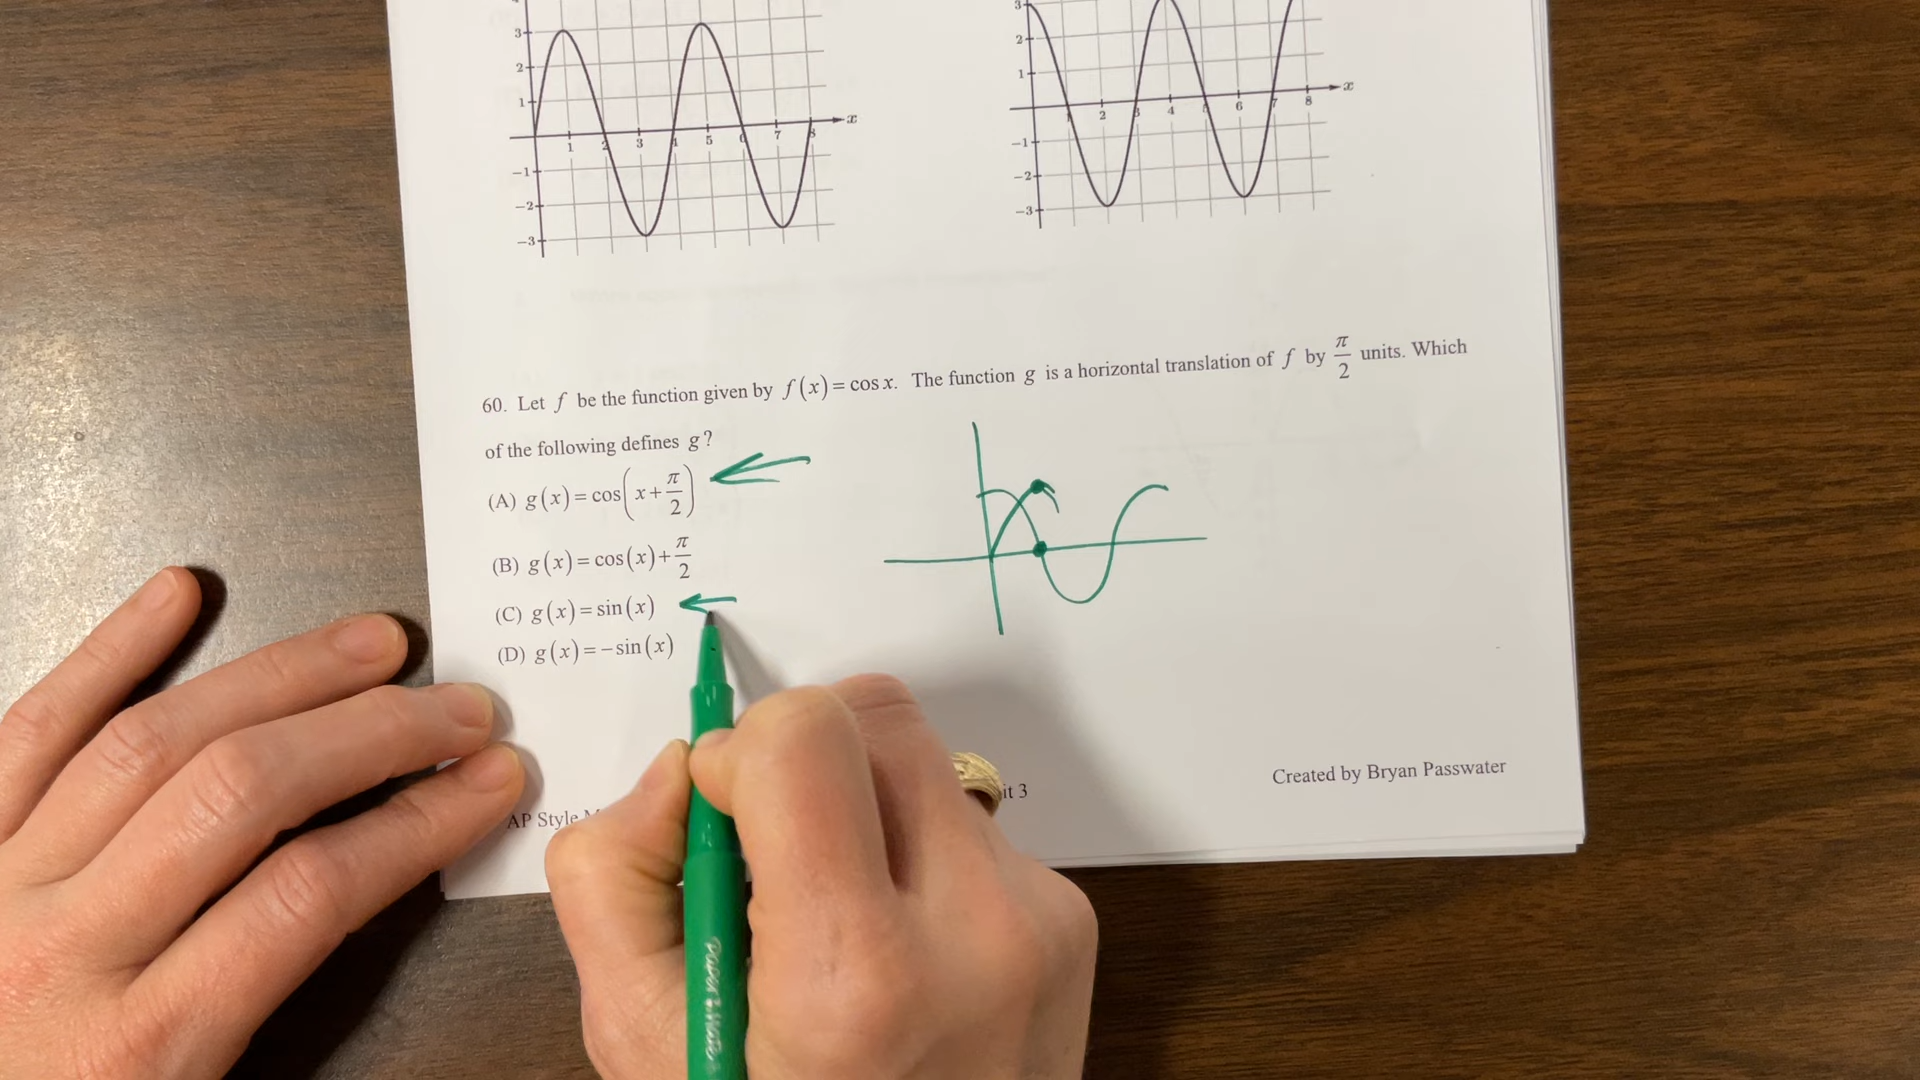 3
2
1
-1
-2
-3
1 2 3 4 5 6 7 8 x
3
2
1
-1
-2
-3
1 2 3 4 5 6 7 8 x
60. Let f be the function given by f(x) = cos x. The function g is a horizontal translation of f by π/2 units. Which
of the following defines g?
(A) g(x) = cos(x + π/2)
(B) g(x) = cos(x) + π/2
(C) g(x) = sin(x)
(D) g(x) = −sin(x)
AP Style
it 3
Created by Bryan Passwater
Paper Mate